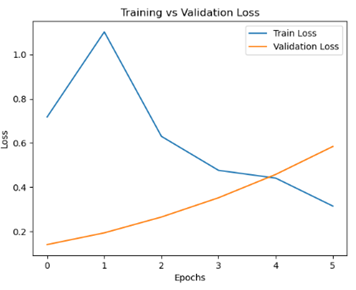 Training vs Validation Loss
Train Loss
Validation Loss
1.0
0.8
0.6
0.4
0.2
Loss
0 1 2 3 4 5
Epochs